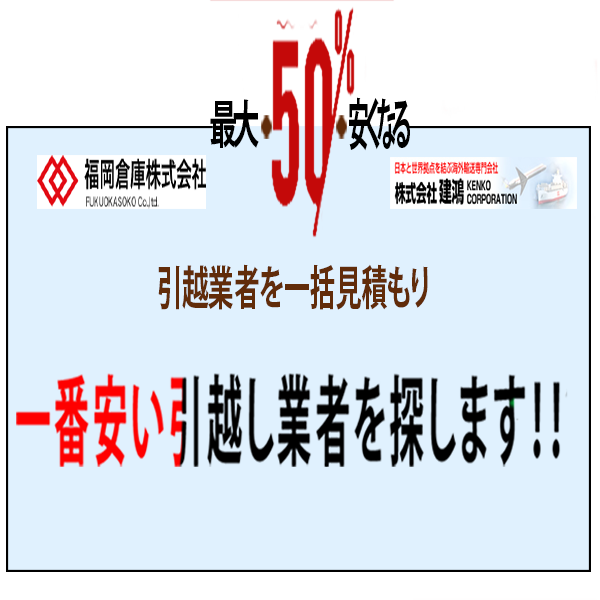 最大50%安くなる
福岡倉庫株式会社
FUKUOKASOKO Co.,Ltd.
日本と世界拠点を結ぶ海外輸送専門会社
株式会社 建鴻 KENKO CORPORATION
引越業者を一括見積もり
一番安い引越し業者を探します!!